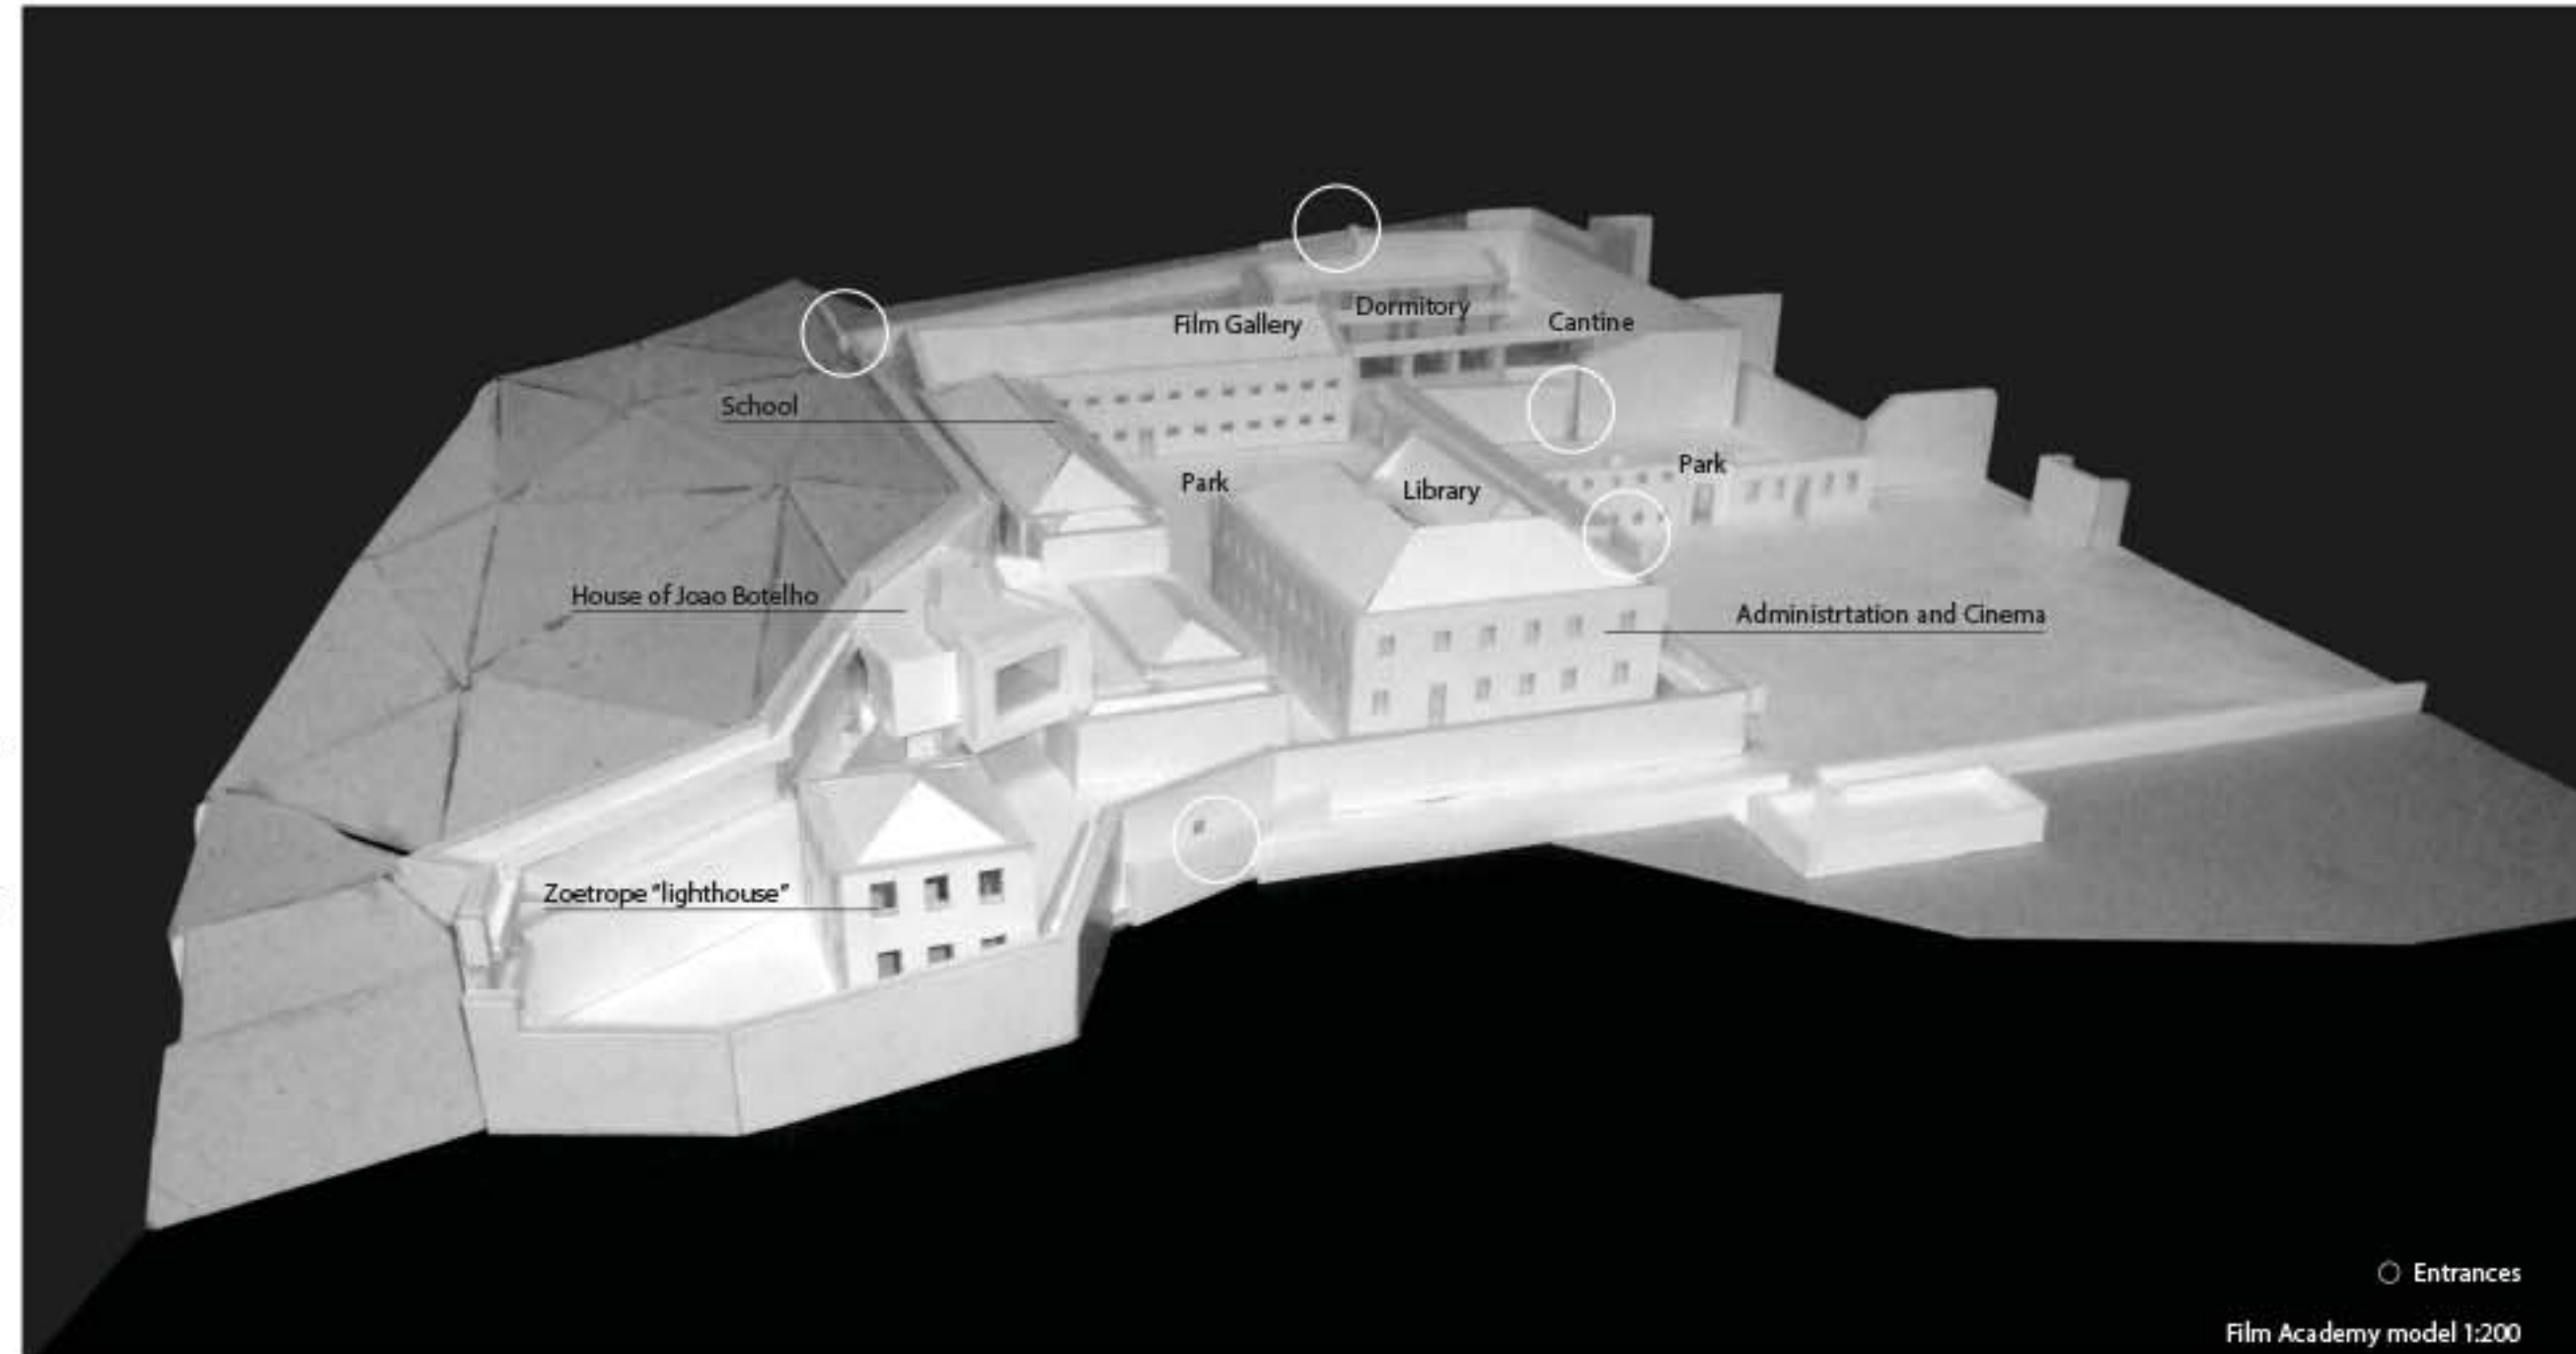 Dormitory
Film Gallery
Cantine
School
Park
Park
Library
House of Joao Botelho
Administrtation and Cinema
Zoetrope "lighthouse"
Entrances
Film Academy model 1:200